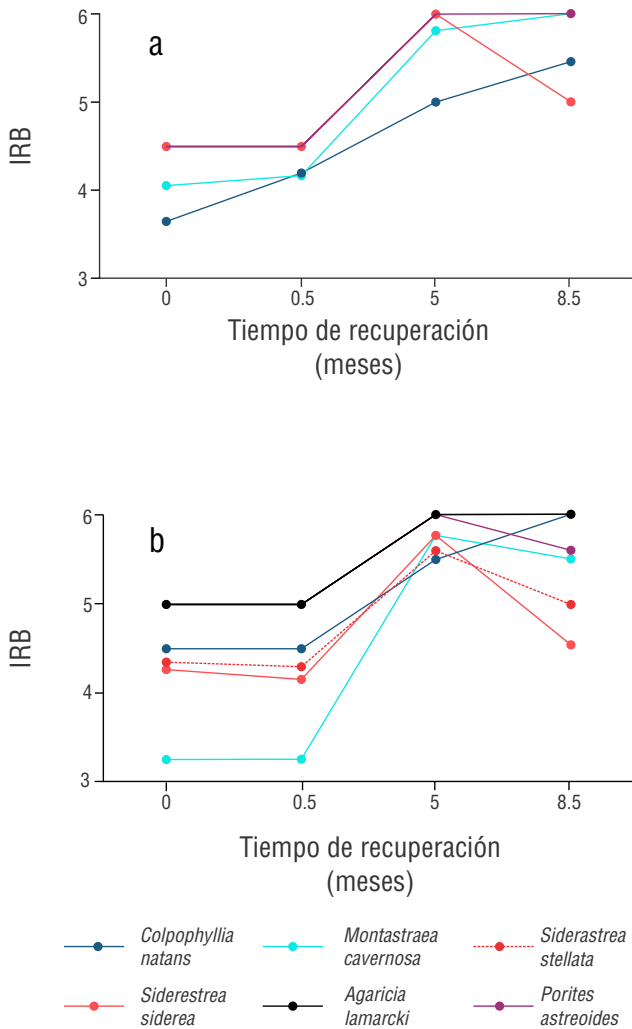 a
6
5
4
3
IRB
0 0.5 5 8.5
Tiempo de recuperación
(meses)
b
6
5
4
3
IRB
0 0.5 5 8.5
Tiempo de recuperación
(meses)
Colpophyllia
natans
Montastraea
cavernosa
Siderastrea
stellata
Siderestrea
siderea
Agaricia
lamarcki
Porites
astreoides